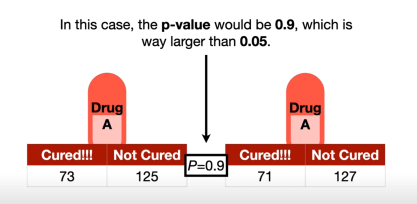 In this case, the p-value would be 0.9, which is
way larger than 0.05.
Drug
A
Drug
A
Cured!!! Not Cured
P=0.9
Cured!!! Not Cured
73 125
71 127